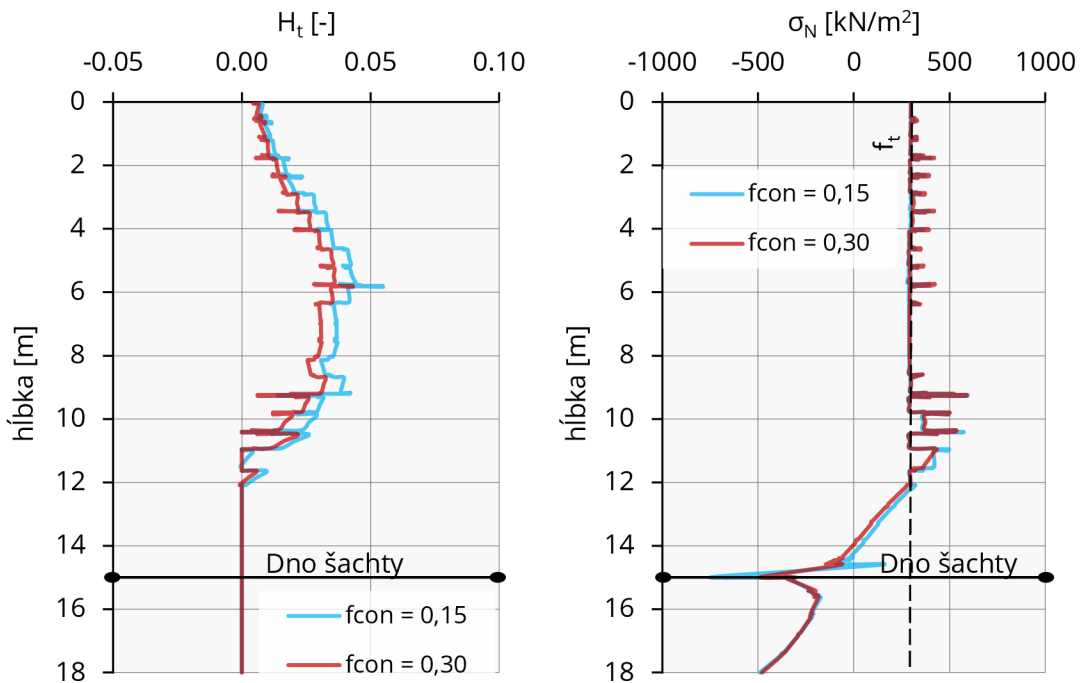 Hₜ [-]
-0.05 0.00 0.05 0.10
0
2
4
6
8
10
12
14
16
18
hĺbka [m]
Dno šachty
fcon = 0,15
fcon = 0,30
σN [kN/m²]
-1000 -500 0 500 1000
0
2
4
6
8
10
12
14
16
18
hĺbka [m]
fₜ
fcon = 0,15
fcon = 0,30
Dno šachty